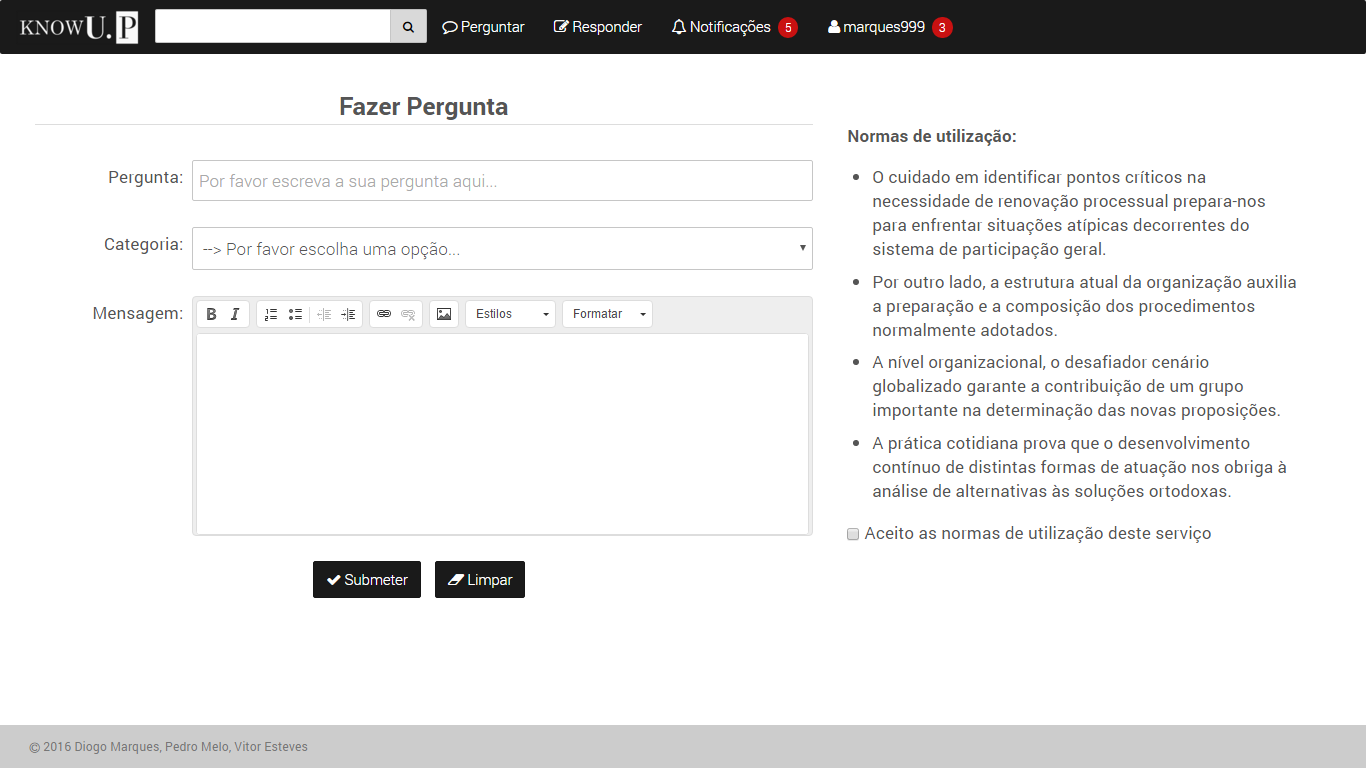 KNOWU.P
Perguntar
Responder
Notificações 5
marques999 3
Fazer Pergunta
Pergunta:
Por favor escreva a sua pergunta aqui...
Categoria:
--> Por favor escolha uma opção...
Mensagem:
B I
Estilos
Formatar
Submeter
Limpar
Normas de utilização:
O cuidado em identificar pontos críticos na
necessidade de renovação processual prepara-nos
para enfrentar situações atípicas decorrentes do
sistema de participação geral.
Por outro lado, a estrutura atual da organização auxilia
a preparação e a composição dos procedimentos
normalmente adotados.
A nível organizacional, o desafiador cenário
globalizado garante a contribuição de um grupo
importante na determinação das novas proposições.
A prática cotidiana prova que o desenvolvimento
contínuo de distintas formas de atuação nos obriga à
análise de alternativas às soluções ortodoxas.
Aceito as normas de utilização deste serviço
© 2016 Diogo Marques, Pedro Melo, Vitor Esteves